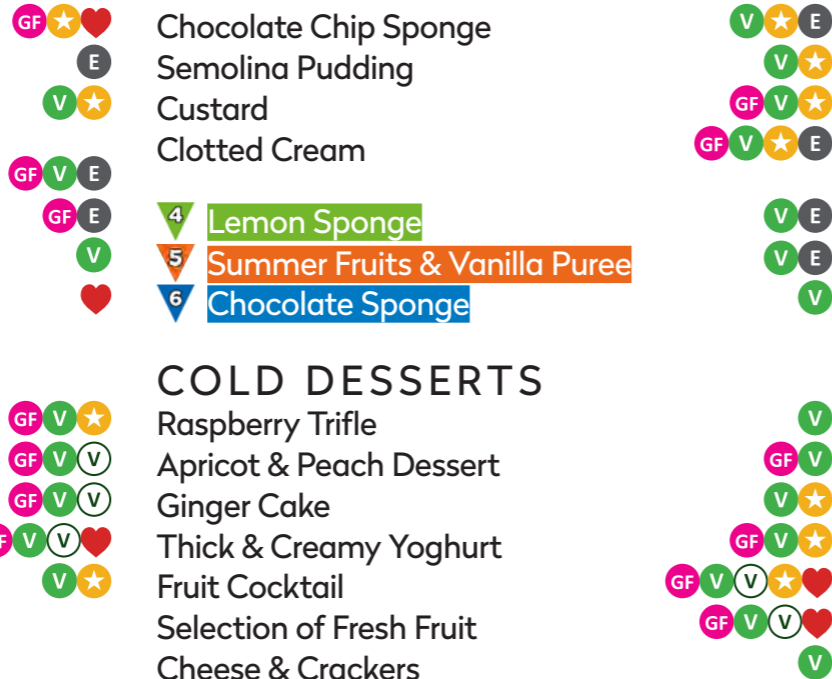 GF
Chocolate Chip Sponge V E
E
Semolina Pudding V
V
Custard GF V
Clotted Cream GF V E
GF V E
GF E
4 Lemon Sponge V E
V
5 Summer Fruits & Vanilla Puree V E
6 Chocolate Sponge V
COLD DESSERTS
GF V
Raspberry Trifle V
GF V V
Apricot & Peach Dessert GF V
GF V V
Ginger Cake V
F V V
Thick & Creamy Yoghurt GF V
V
Fruit Cocktail GF V V
Selection of Fresh Fruit GF V V
Cheese & Crackers V